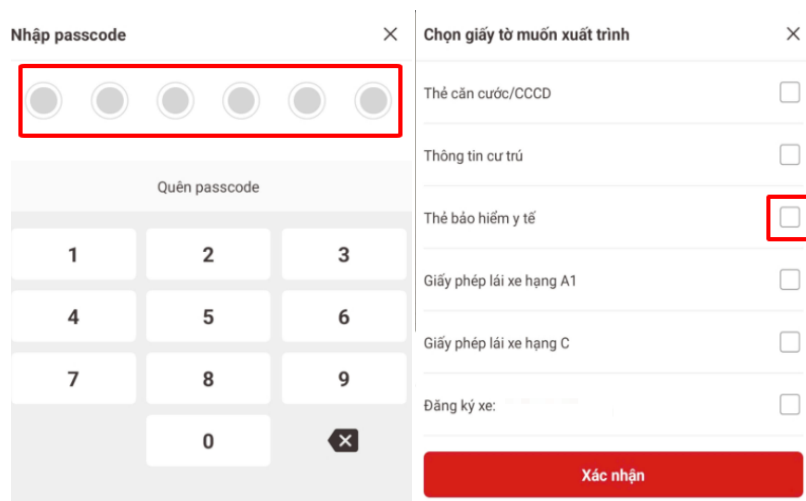 Nhập passcode
Quên passcode
1 2 3
4 5 6
7 8 9
0
Chọn giấy tờ muốn xuất trình
Thẻ căn cước/CCCD
Thông tin cư trú
Thẻ bảo hiểm y tế
Giấy phép lái xe hạng A1
Giấy phép lái xe hạng C
Đăng ký xe:
Xác nhận